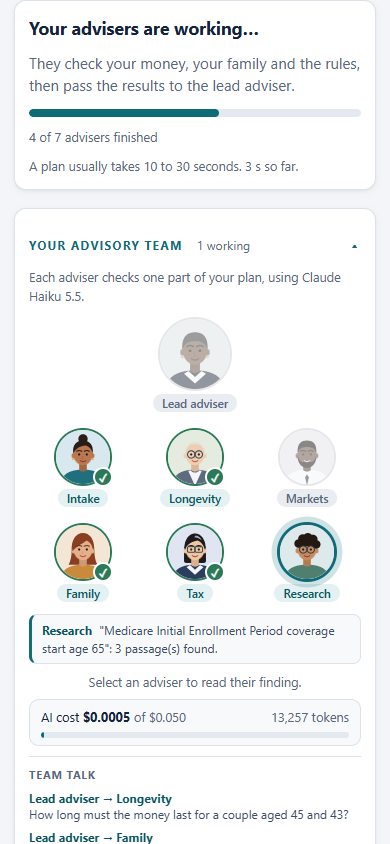 Your advisers are working…
They check your money, your family and the rules,
then pass the results to the lead adviser.
4 of 7 advisers finished
A plan usually takes 10 to 30 seconds. 3 s so far.
YOUR ADVISORY TEAM 1 working
Each adviser checks one part of your plan, using Claude
Haiku 5.5.
Lead adviser
Intake
Longevity
Markets
Family
Tax
Research
Research "Medicare Initial Enrollment Period coverage
start age 65": 3 passage(s) found.
Select an adviser to read their finding.
AI cost $0.0005 of $0.050 13,257 tokens
TEAM TALK
Lead adviser → Longevity
How long must the money last for a couple aged 45 and 43?
Lead adviser → Family